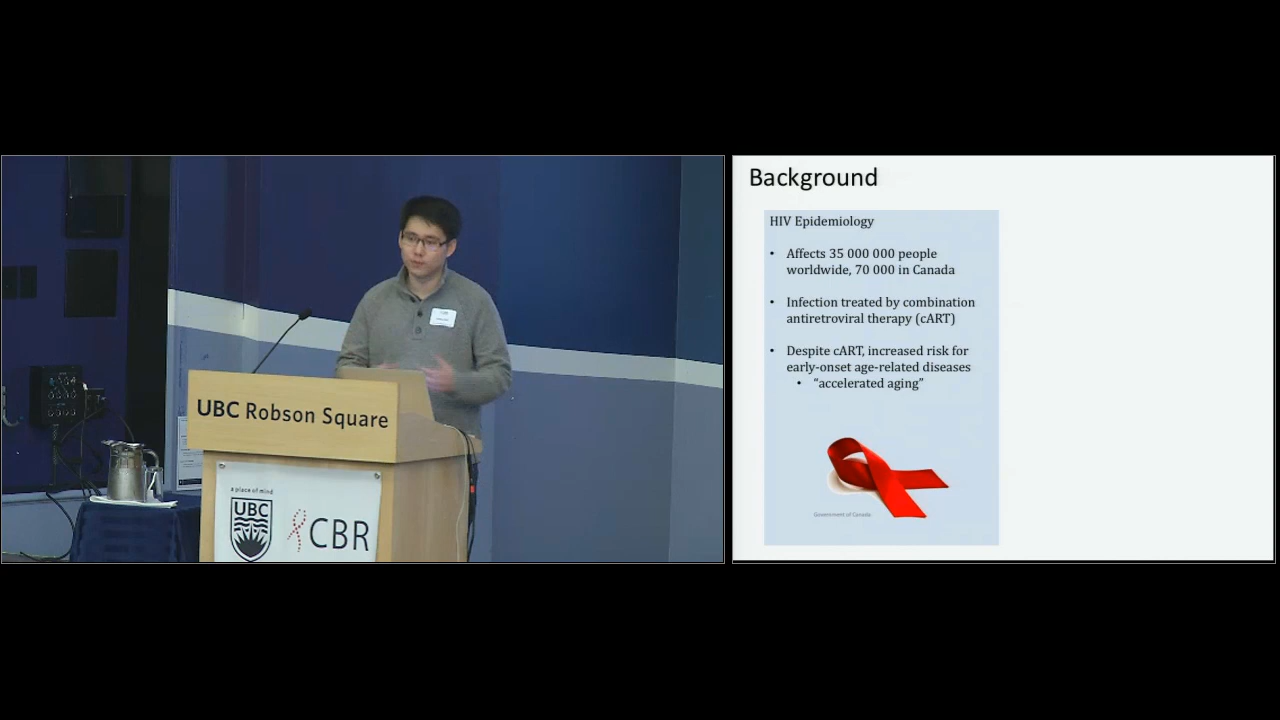 UBC Robson Square
a place of mind
UBC
CBR
Background
HIV Epidemiology
• Affects 35 000 000 people
worldwide, 70 000 in Canada
• Infection treated by combination
antiretroviral therapy (cART)
• Despite cART, increased risk for
early-onset age-related diseases
• “accelerated aging”
Government of Canada